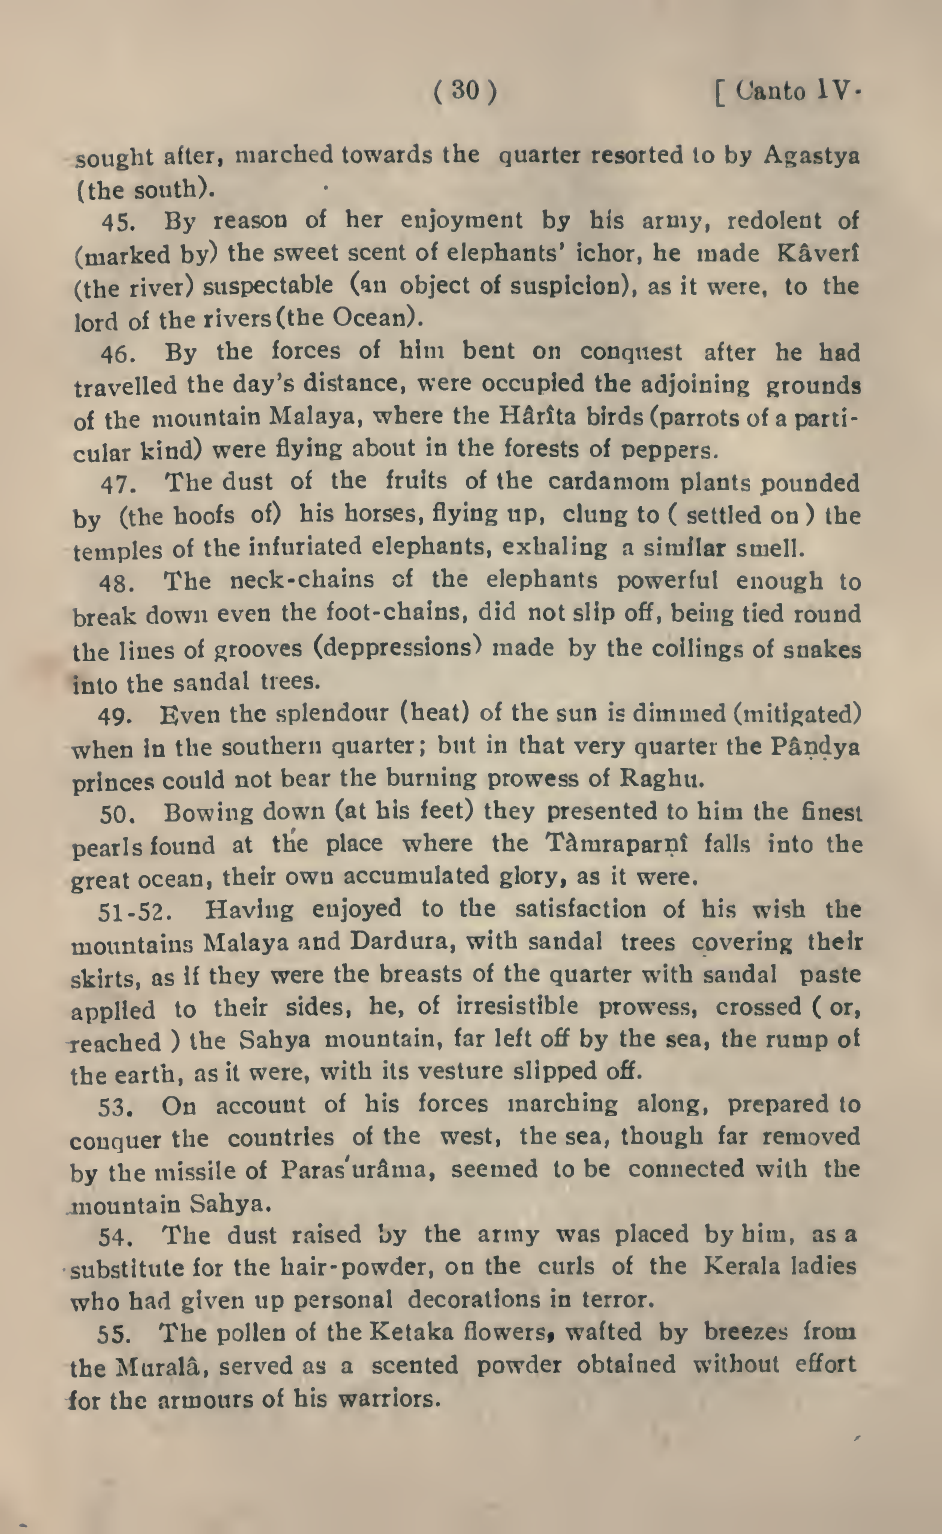 ( 30 ) [ Canto IV.
sought after, marched towards the quarter resorted to by Agastya
(the south).
45. By reason of her enjoyment by his army, redolent of
(marked by) the sweet scent of elephants' ichor, he made Kâverî
(the river) suspectable (an object of suspicion), as it were, to the
lord of the rivers (the Ocean).
46. By the forces of him bent on conquest after he had
travelled the day's distance, were occupied the adjoining grounds
of the mountain Malaya, where the Hârîta birds (parrots of a parti-
cular kind) were flying about in the forests of peppers.
47. The dust of the fruits of the cardamom plants pounded
by (the hoofs of) his horses, flying up, clung to ( settled on ) the
temples of the infuriated elephants, exhaling a similar smell.
48. The neck-chains of the elephants powerful enough to
break down even the foot-chains, did not slip off, being tied round
the lines of grooves (deppressions) made by the coilings of snakes
into the sandal trees.
49. Even the splendour (heat) of the sun is dimmed (mitigated)
when in the southern quarter; but in that very quarter the Pâṇḍya
princes could not bear the burning prowess of Raghu.
50. Bowing down (at his feet) they presented to him the finest
pearls found at the place where the Tàmraparṇî falls into the
great ocean, their own accumulated glory, as it were.
51-52. Having enjoyed to the satisfaction of his wish the
mountains Malaya and Dardura, with sandal trees covering their
skirts, as if they were the breasts of the quarter with sandal paste
applied to their sides, he, of irresistible prowess, crossed ( or,
reached ) the Sahya mountain, far left off by the sea, the rump of
the earth, as it were, with its vesture slipped off.
53. On account of his forces marching along, prepared to
conquer the countries of the west, the sea, though far removed
by the missile of Paras'urâma, seemed to be connected with the
mountain Sahya.
54. The dust raised by the army was placed by him, as a
substitute for the hair-powder, on the curls of the Kerala ladies
who had given up personal decorations in terror.
55. The pollen of the Ketaka flowers, wafted by breezes from
the Muralâ, served as a scented powder obtained without effort
for the armours of his warriors.